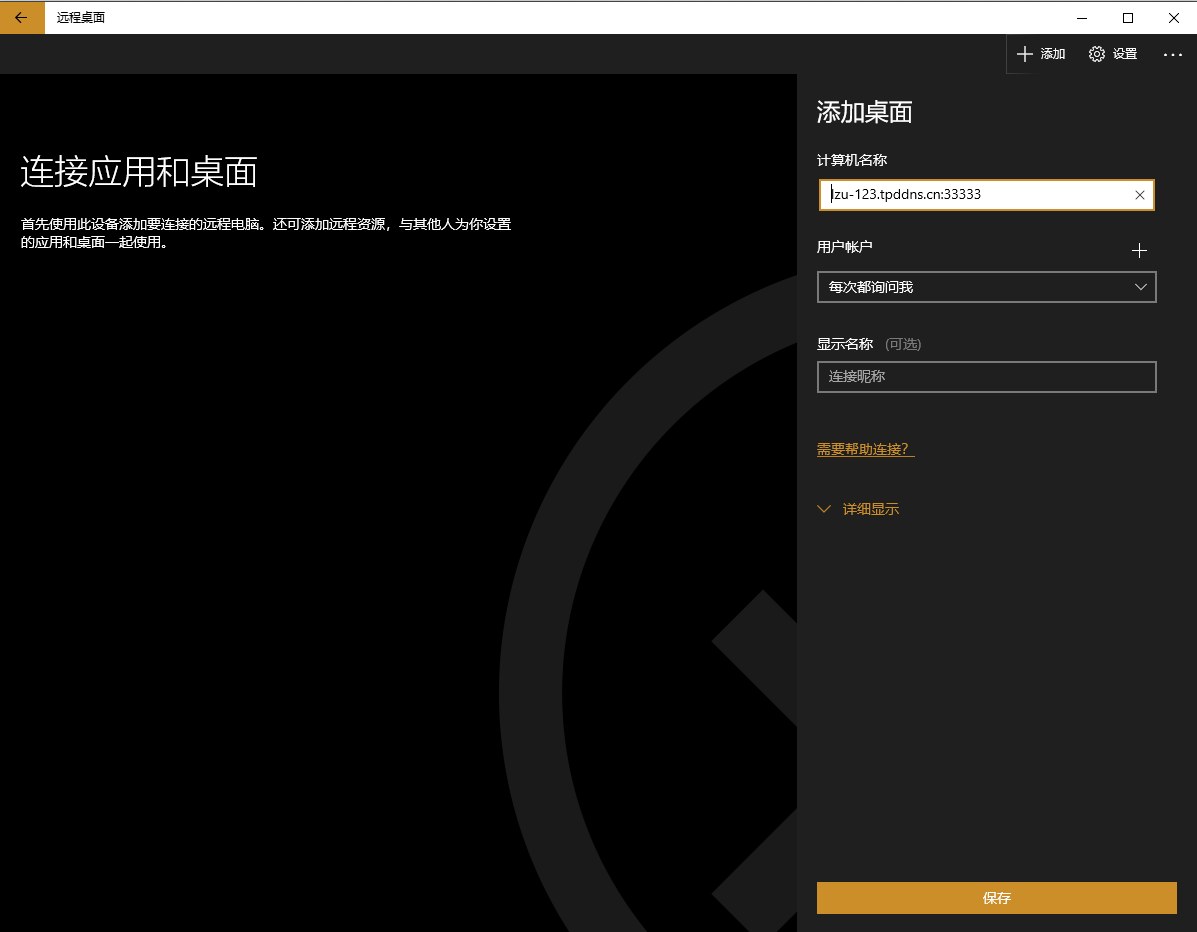 远程桌面
添加
设置
添加桌面
连接应用和桌面
首先使用此设备添加要连接的远程电脑。还可添加远程资源，与其他人为你设置
的应用和桌面一起使用。
计算机名称
lzu-123.tpddns.cn:33333
用户帐户
每次都询问我
显示名称 (可选)
连接昵称
需要帮助连接?
详细显示
保存